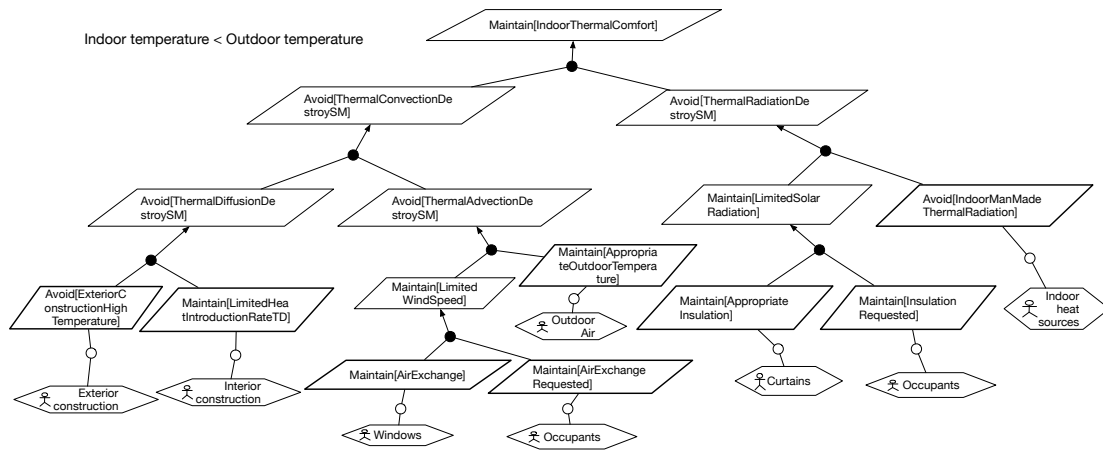 Maintain[IndoorThermalComfort]
Indoor temperature < Outdoor temperature
Avoid[ThermalConvectionDe
stroySM]
Avoid[ThermalRadiationDe
stroySM]
Avoid[ThermalDiffusionDe
stroySM]
Avoid[ThermalAdvectionDe
stroySM]
Maintain[LimitedSolar
Radiation]
Avoid[IndoorManMade
ThermalRadiation]
Avoid[ExteriorC
onstructionHigh
Temperature]
Maintain[LimitedHea
tIntroductionRateTD]
Maintain[Limited
WindSpeed]
Maintain[Appropria
teOutdoorTempera
ture]
Maintain[Appropriate
Insulation]
Maintain[Insulation
Requested]
Indoor
heat
sources
Outdoor
Air
Maintain[AirExchange]
Maintain[AirExchange
Requested]
Exterior
construction
Interior
construction
Curtains
Occupants
Windows
Occupants